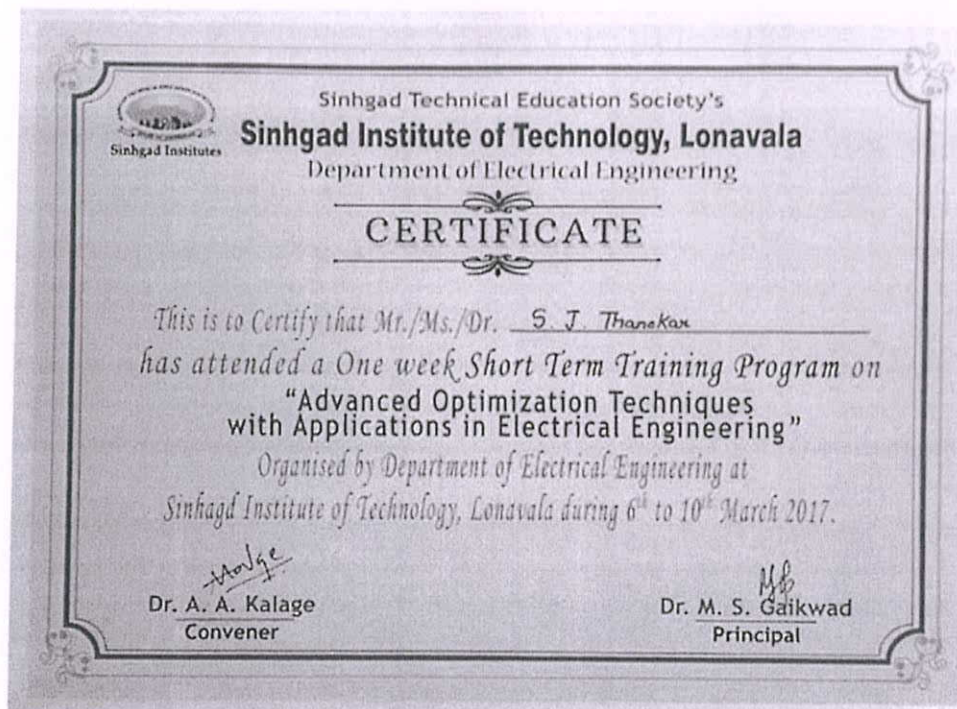 Sinhgad Institutes
Sinhgad Technical Education Society's
Sinhgad Institute of Technology, Lonavala
Department of Electrical Engineering
CERTIFICATE
This is to Certify that Mr./Ms./Dr. S. J. Thanekar
has attended a One week Short Term Training Program on
"Advanced Optimization Techniques
with Applications in Electrical Engineering"
Organised by Department of Electrical Engineering at
Sinhagd Institute of Technology, Lonavala during 6th to 10th March 2017.
Dr. A. A. Kalage
Convener
Dr. M. S. Gaikwad
Principal